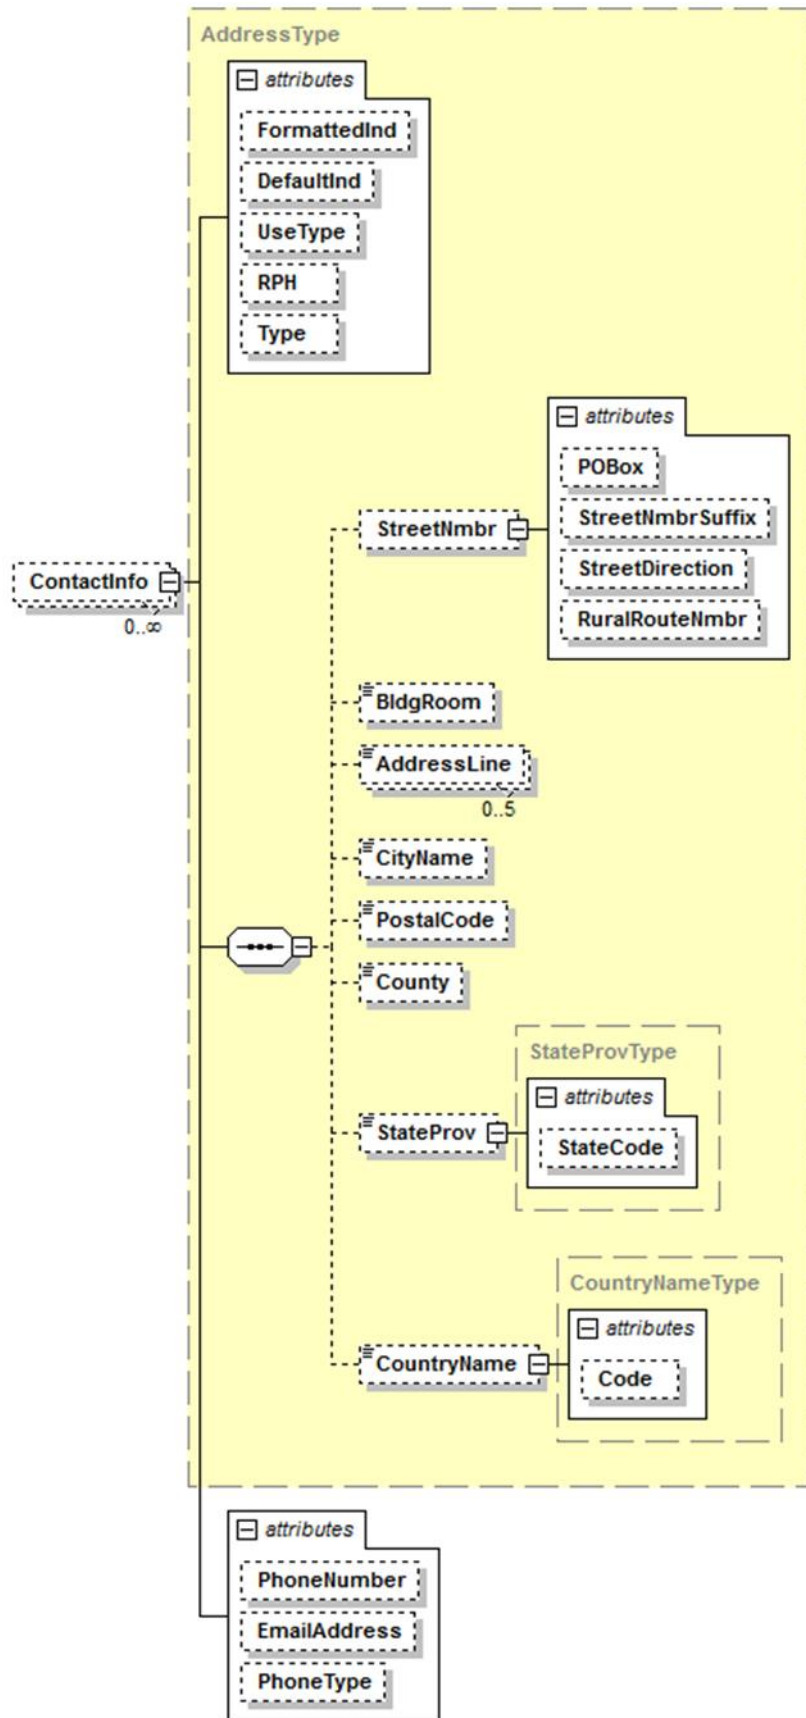 AddressType
attributes
FormattedInd
DefaultInd
UseType
RPH
Type
attributes
POBox
StreetNmbr
StreetNmbrSuffix
StreetDirection
RuralRouteNmbr
ContactInfo
0..∞
BldgRoom
AddressLine
0..5
CityName
PostalCode
County
StateProvType
attributes
StateProv
StateCode
CountryNameType
attributes
CountryName
Code
attributes
PhoneNumber
EmailAddress
PhoneType